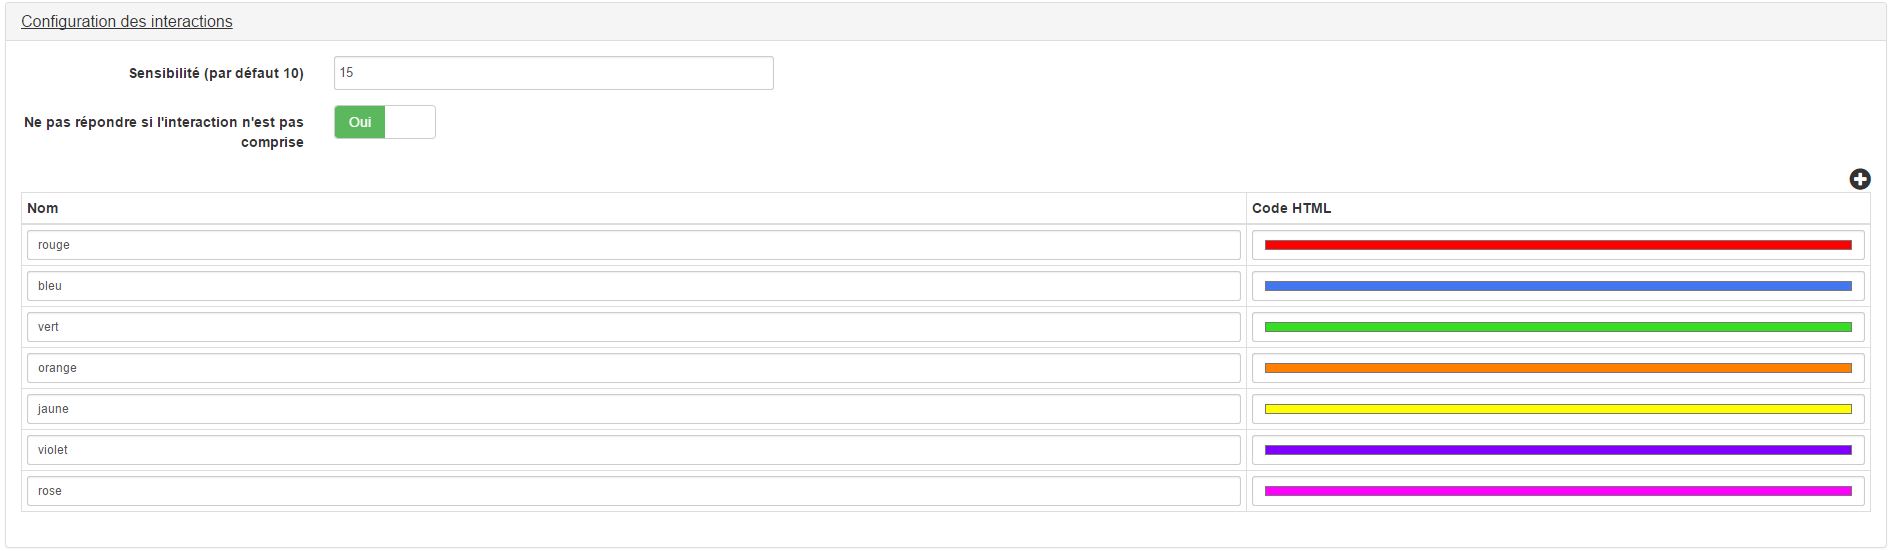 Configuration des interactions
Sensibilité (par défaut 10)
15
Ne pas répondre si l'interaction n'est pas
comprise
Oui
Nom
Code HTML
rouge
bleu
vert
orange
jaune
violet
rose